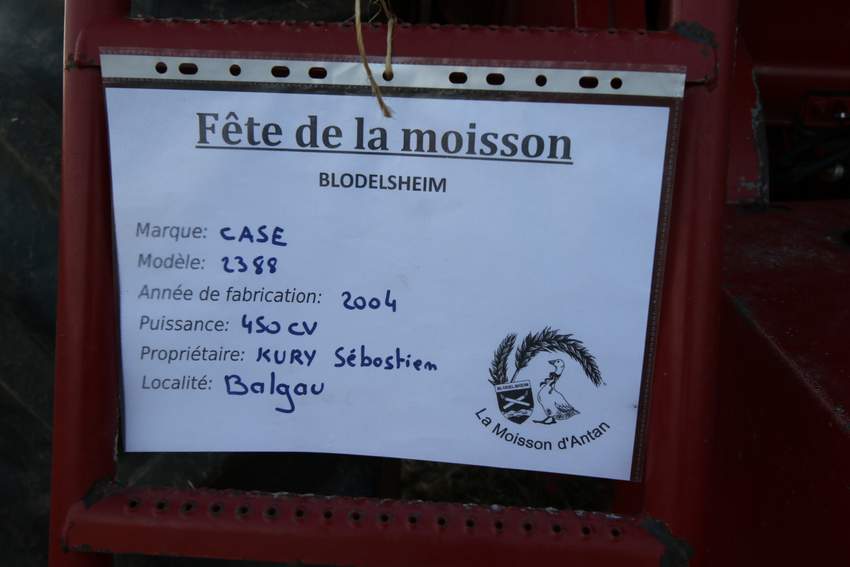 Fête de la moisson
BLODELSHEIM
Marque: CASE
Modèle: 2388
Année de fabrication: 2004
Puissance: 450 CV
Propriétaire: KURY Sébastien
Localité: Balgau
BLODELSHEIM
La Moisson d'Antan